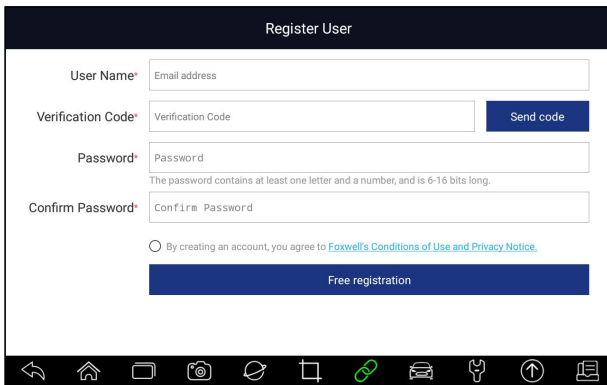 Register User
User Name* Email address
Verification Code* Verification Code Send code
Password* Password
The password contains at least one letter and a number, and is 6-16 bits long.
Confirm Password* Confirm Password
By creating an account, you agree to Foxwell's Conditions of Use and Privacy Notice.
Free registration